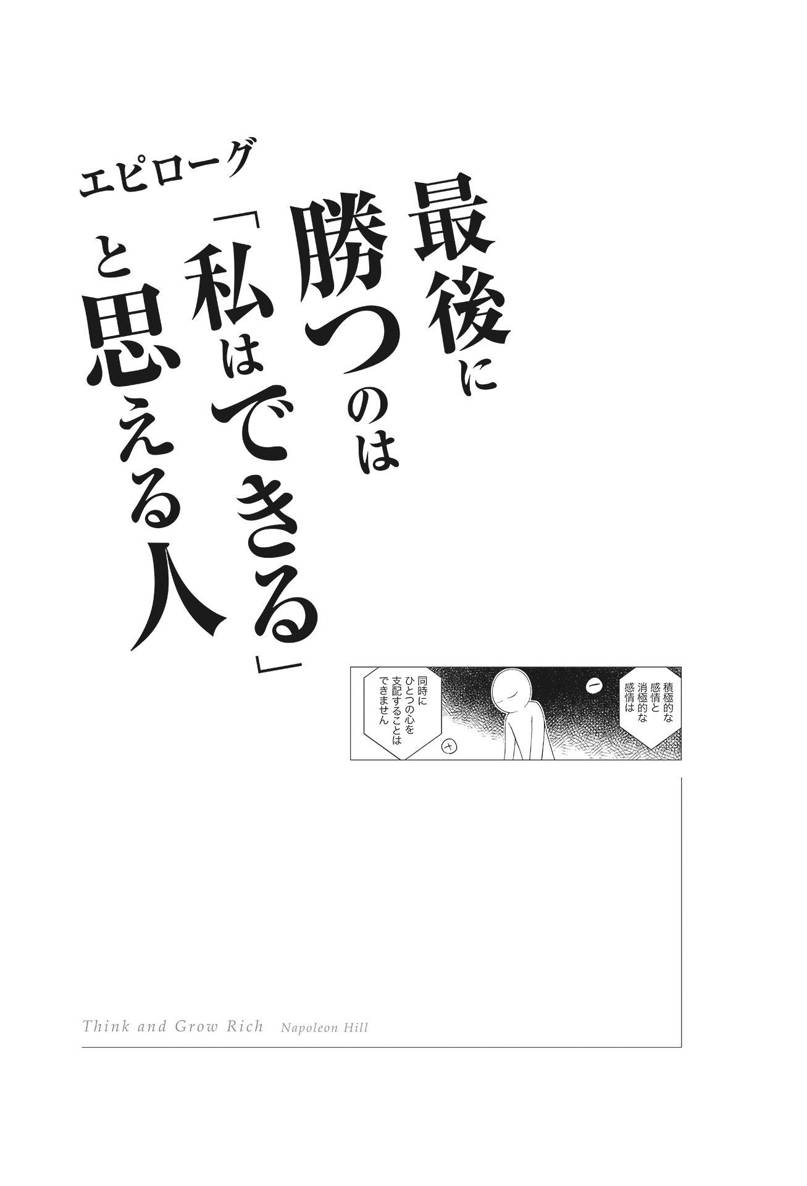 エピローグ
最後に
勝つのは
「私はできる」
と思える人
積極的な
感情と
消極的な
感情は
同時に
ひとつの心を
支配することは
できません
−
+
Think and Grow Rich Napoleon Hill